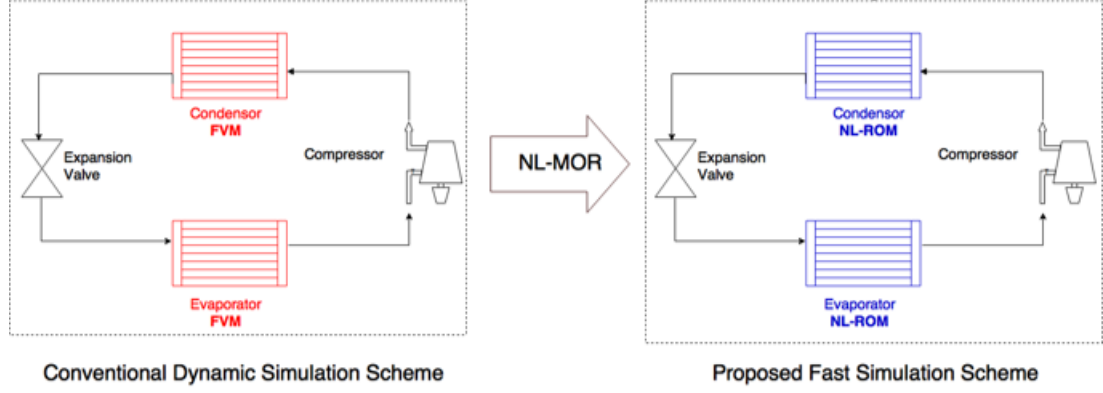 Condensor
FVM
Expansion
Valve
Compressor
Evaporator
FVM
Conventional Dynamic Simulation Scheme
NL-MOR
Condensor
NL-ROM
Expansion
Valve
Compressor
Evaporator
NL-ROM
Proposed Fast Simulation Scheme